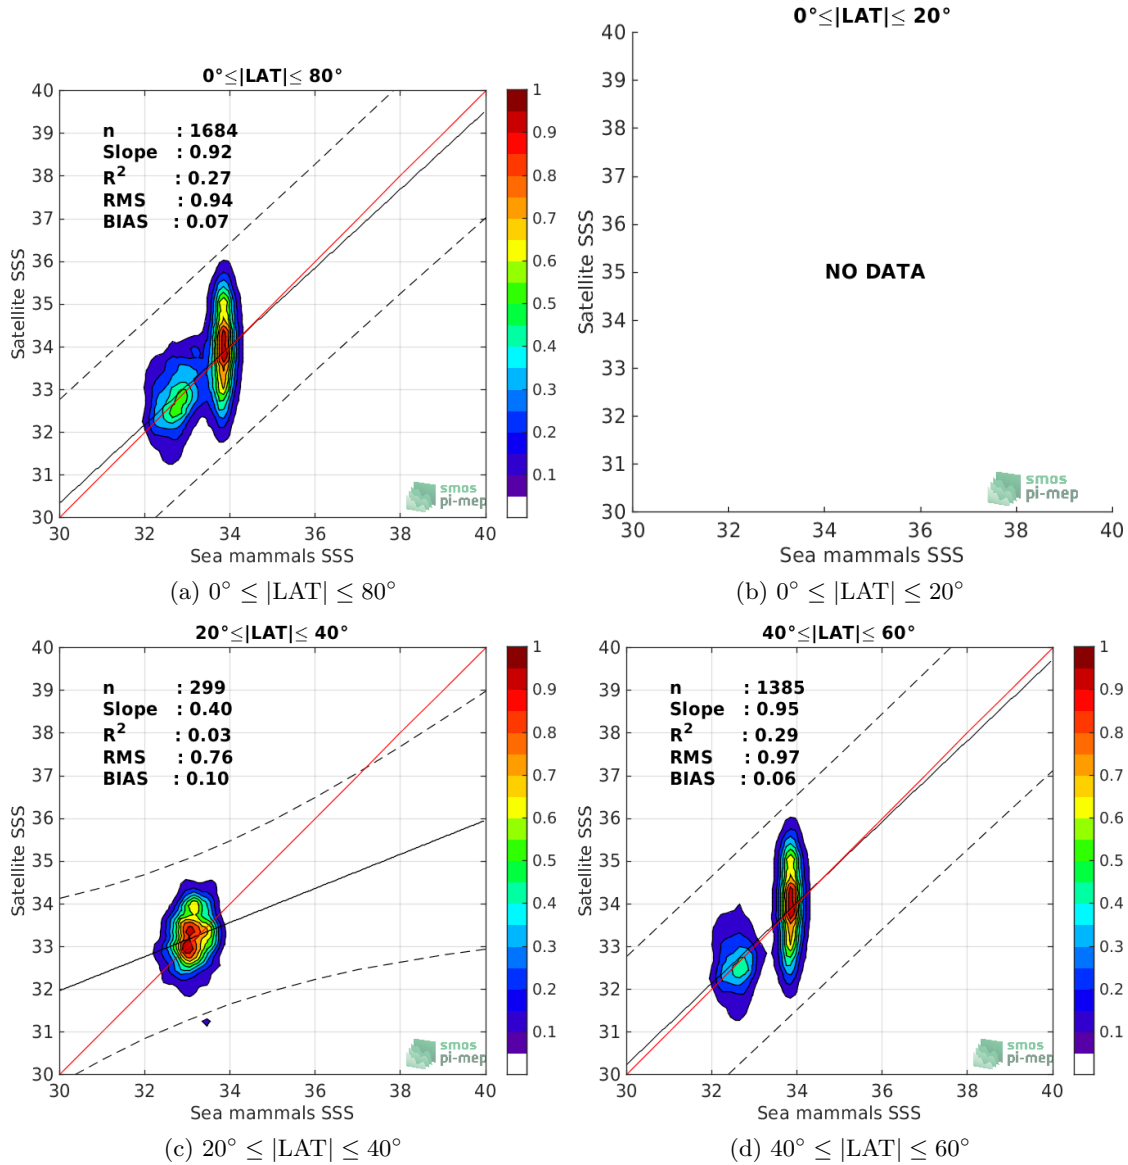 0°≤|LAT|≤ 80°
40
39
38
37
36
35
34
33
32
31
30
30 32 34 36 38 40
n : 1684
Slope : 0.92
R² : 0.27
RMS : 0.94
BIAS : 0.07
Satellite SSS
Sea mammals SSS
1
0.9
0.8
0.7
0.6
0.5
0.4
0.3
0.2
0.1
smos
pi-mep
(a) 0° ≤ |LAT| ≤ 80°
0°≤|LAT|≤ 20°
40
39
38
37
36
35
34
33
32
31
30
30 32 34 36 38 40
NO DATA
Satellite SSS
Sea mammals SSS
smos
pi-mep
(b) 0° ≤ |LAT| ≤ 20°
20°≤|LAT|≤ 40°
40
39
38
37
36
35
34
33
32
31
30
30 32 34 36 38 40
n : 299
Slope : 0.40
R² : 0.03
RMS : 0.76
BIAS : 0.10
Satellite SSS
Sea mammals SSS
1
0.9
0.8
0.7
0.6
0.5
0.4
0.3
0.2
0.1
smos
pi-mep
(c) 20° ≤ |LAT| ≤ 40°
40°≤|LAT|≤ 60°
40
39
38
37
36
35
34
33
32
31
30
30 32 34 36 38 40
n : 1385
Slope : 0.95
R² : 0.29
RMS : 0.97
BIAS : 0.06
Satellite SSS
Sea mammals SSS
1
0.9
0.8
0.7
0.6
0.5
0.4
0.3
0.2
0.1
smos
pi-mep
(d) 40° ≤ |LAT| ≤ 60°